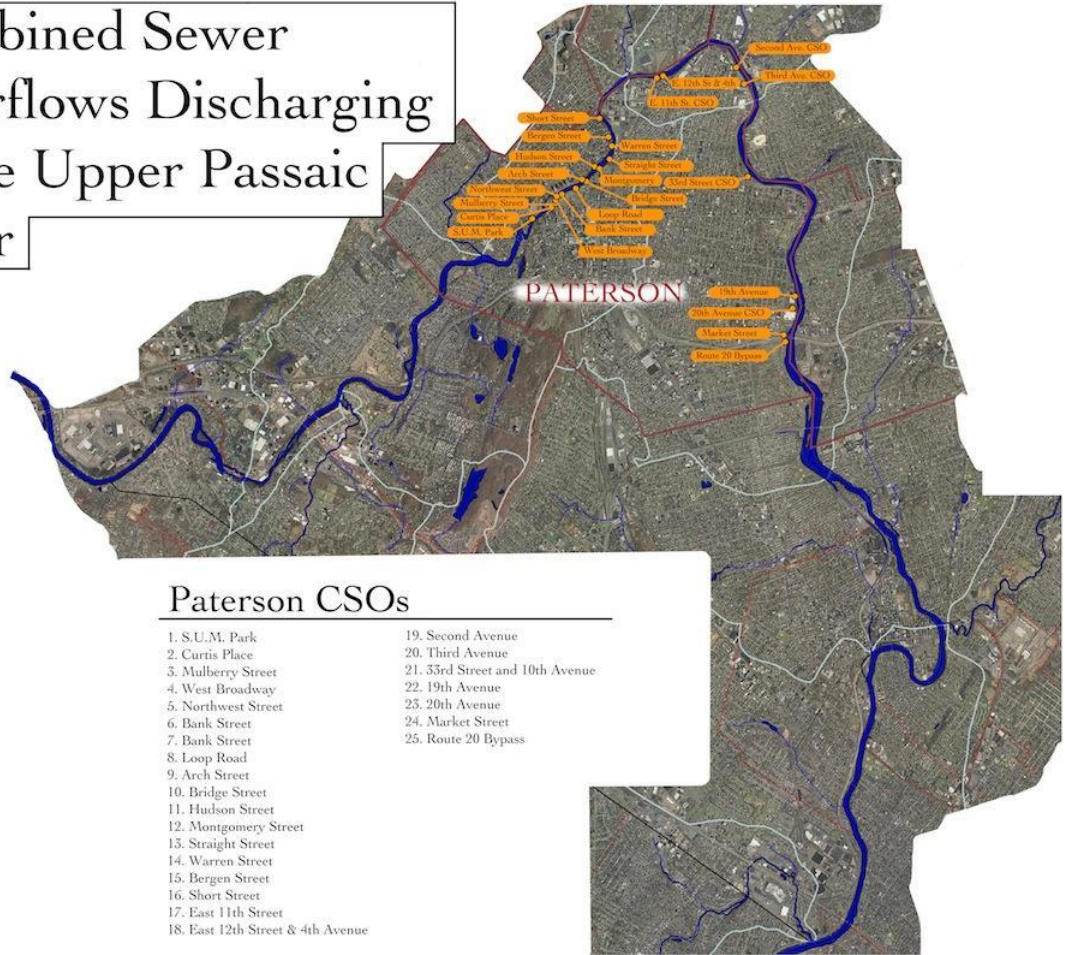 bined Sewer
rflows Discharging
e Upper Passaic
r
Second Ave. CSO
Third Ave. CSO
E. 12th St & 4th
E. 11th St. CSO
Short Street
Bergen Street
Warren Street
Hudson Street
Straight Street
Arch Street
Montgomery
33rd Street CSO
Northwest Street
Bridge Street
Mulberry Street
Loop Road
Curtis Place
Bank Street
S.U.M. Park
West Broadway
PATERSON
19th Avenue
20th Avenue CSO
Market Street
Route 20 Bypass
Paterson CSOs
1. S.U.M. Park
2. Curtis Place
3. Mulberry Street
4. West Broadway
5. Northwest Street
6. Bank Street
7. Bank Street
8. Loop Road
9. Arch Street
10. Bridge Street
11. Hudson Street
12. Montgomery Street
13. Straight Street
14. Warren Street
15. Bergen Street
16. Short Street
17. East 11th Street
18. East 12th Street & 4th Avenue
19. Second Avenue
20. Third Avenue
21. 33rd Street and 10th Avenue
22. 19th Avenue
23. 20th Avenue
24. Market Street
25. Route 20 Bypass